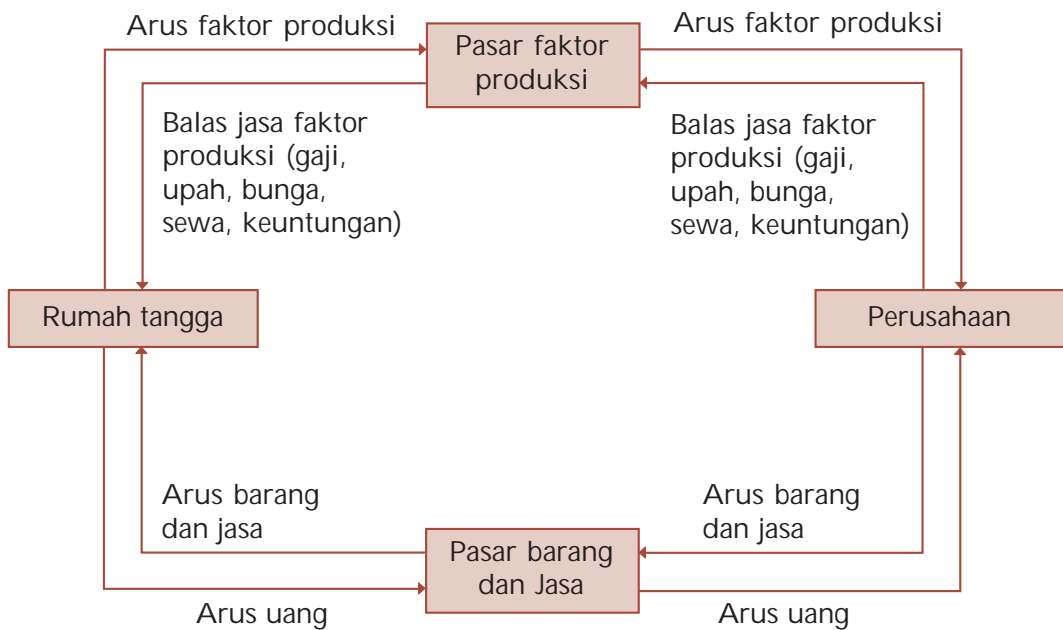 Arus faktor produksi
Pasar faktor
produksi
Arus faktor produksi
Balas jasa faktor
produksi (gaji,
upah, bunga,
sewa, keuntungan)
Balas jasa faktor
produksi (gaji,
upah, bunga,
sewa, keuntungan)
Rumah tangga
Perusahaan
Arus barang
dan jasa
Arus barang
dan jasa
Pasar barang
dan Jasa
Arus uang
Arus uang